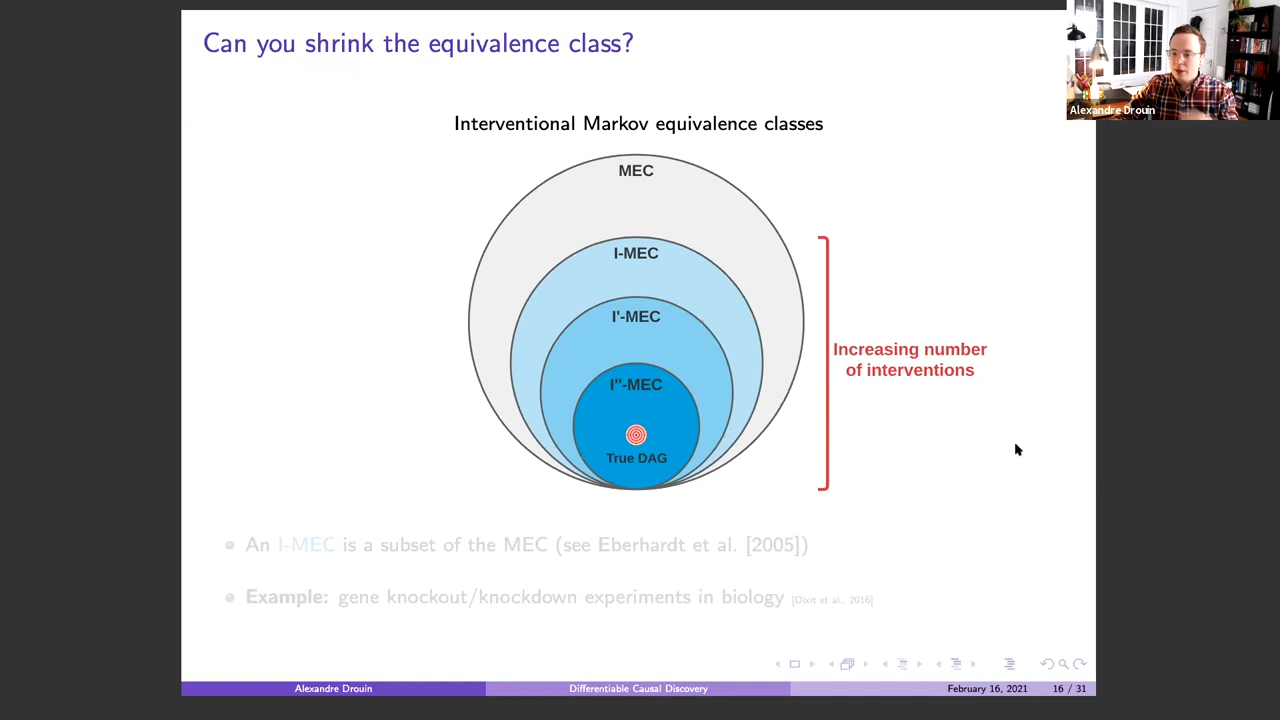 Can you shrink the equivalence class?
Alexandre Drouin
Interventional Markov equivalence classes
MEC
I-MEC
I'-MEC
I''-MEC
True DAG
Increasing number
of interventions
An I-MEC is a subset of the MEC (see Eberhardt et al. [2005])
Example: gene knockout/knockdown experiments in biology [Dixit et al., 2016]
Alexandre Drouin
Differentiable Causal Discovery
February 16, 2021
16 / 31